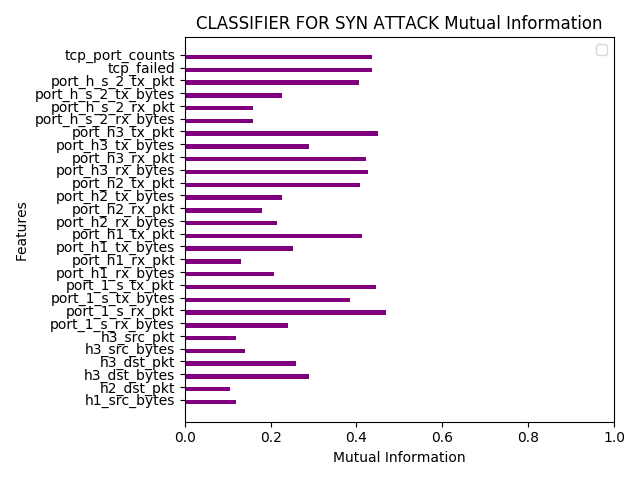 CLASSIFIER FOR SYN ATTACK Mutual Information
tcp_port_counts
tcp_failed
port_h_s_2_tx_pkt
port_h_s_2_tx_bytes
port_h_s_2_rx_pkt
port_h_s_2_rx_bytes
port_h3_tx_pkt
port_h3_tx_bytes
port_h3_rx_pkt
port_h3_rx_bytes
port_h2_tx_pkt
port_h2_tx_bytes
port_h2_rx_pkt
port_h2_rx_bytes
port_h1_tx_pkt
port_h1_tx_bytes
port_h1_rx_pkt
port_h1_rx_bytes
port_1_s_tx_pkt
port_1_s_tx_bytes
port_1_s_rx_pkt
port_1_s_rx_bytes
h3_src_pkt
h3_src_bytes
h3_dst_pkt
h3_dst_bytes
h2_dst_pkt
h1_src_bytes
Features
0.0 0.2 0.4 0.6 0.8 1.0
Mutual Information